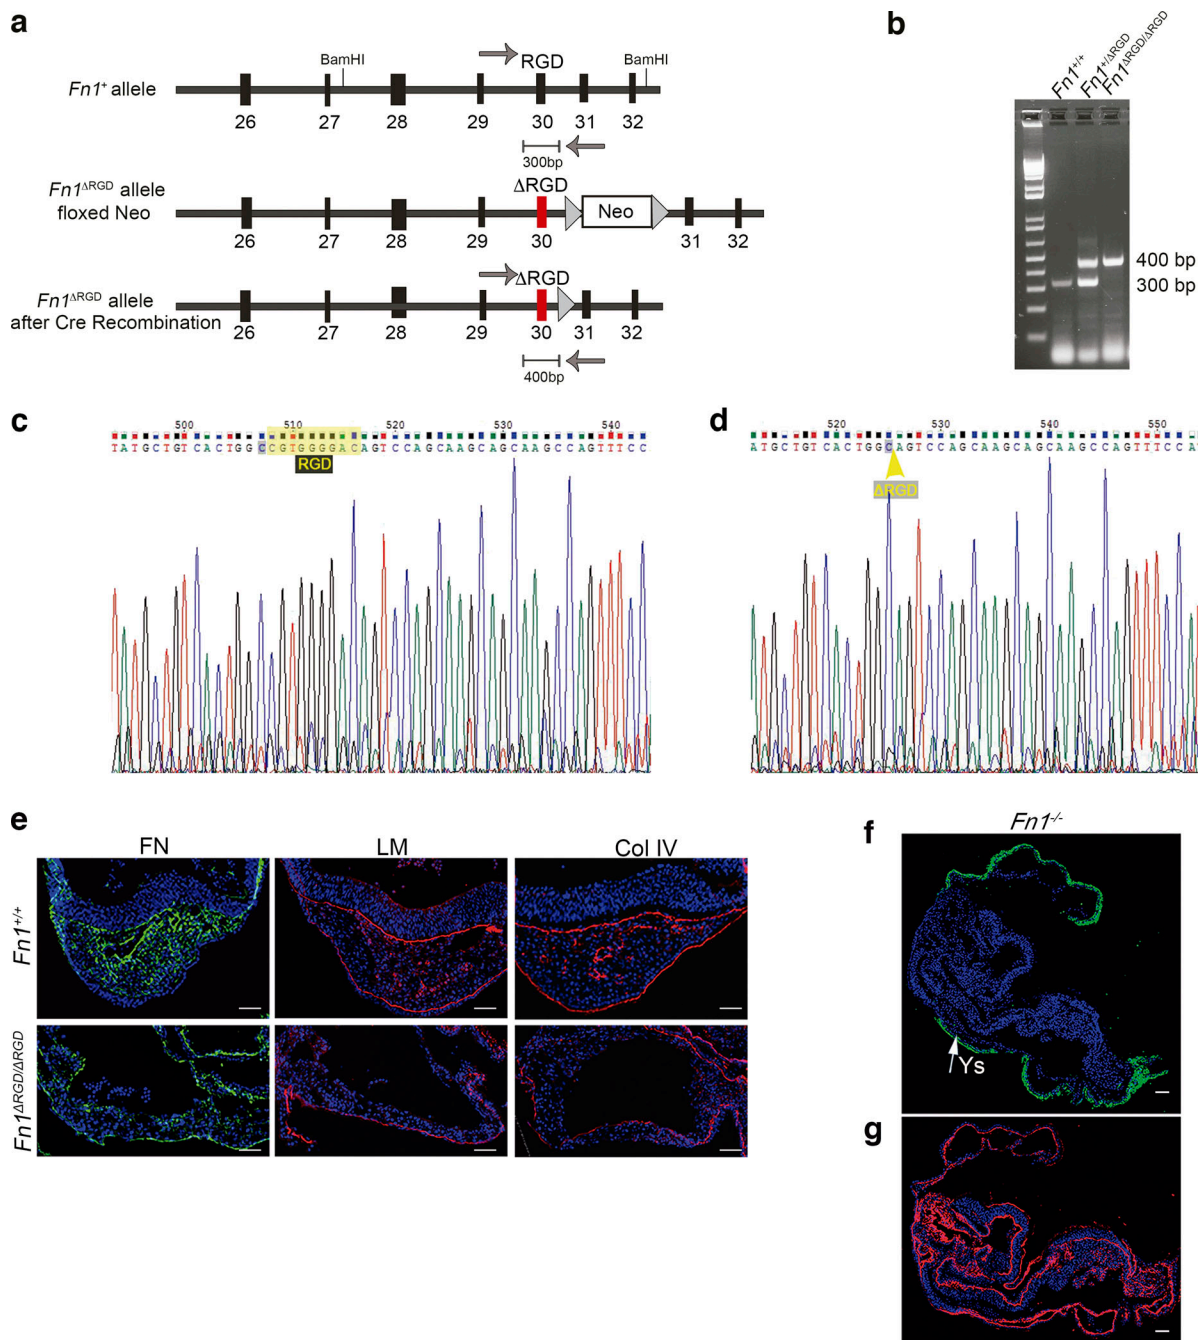 a
Fn1+ allele
BamHI
RGD
BamHI
26 27 28 29 30 31 32
300bp
Fn1ΔRGD allele
floxed Neo
ΔRGD
Neo
26 27 28 29 30 31 32
Fn1ΔRGD allele
after Cre Recombination
ΔRGD
26 27 28 29 30 31 32
400bp
b
Fn1+/+
Fn1+/ΔRGD
Fn1ΔRGD/ΔRGD
400 bp
300 bp
c
500 510 520 530 540
TATGCTGTCACTGGCCGTGGGGACAGTCCAGCAAGCAGCAAGCCAGTTTCC
RGD
d
520 530 540 550
ATGCTGTCACTGGCAGTCCAGCAAGCAGCAAGCCAGTTTCCA
ΔRGD
e
FN LM Col IV
Fn1+/+
Fn1ΔRGD/ΔRGD
f
Fn1-/-
Ys
g